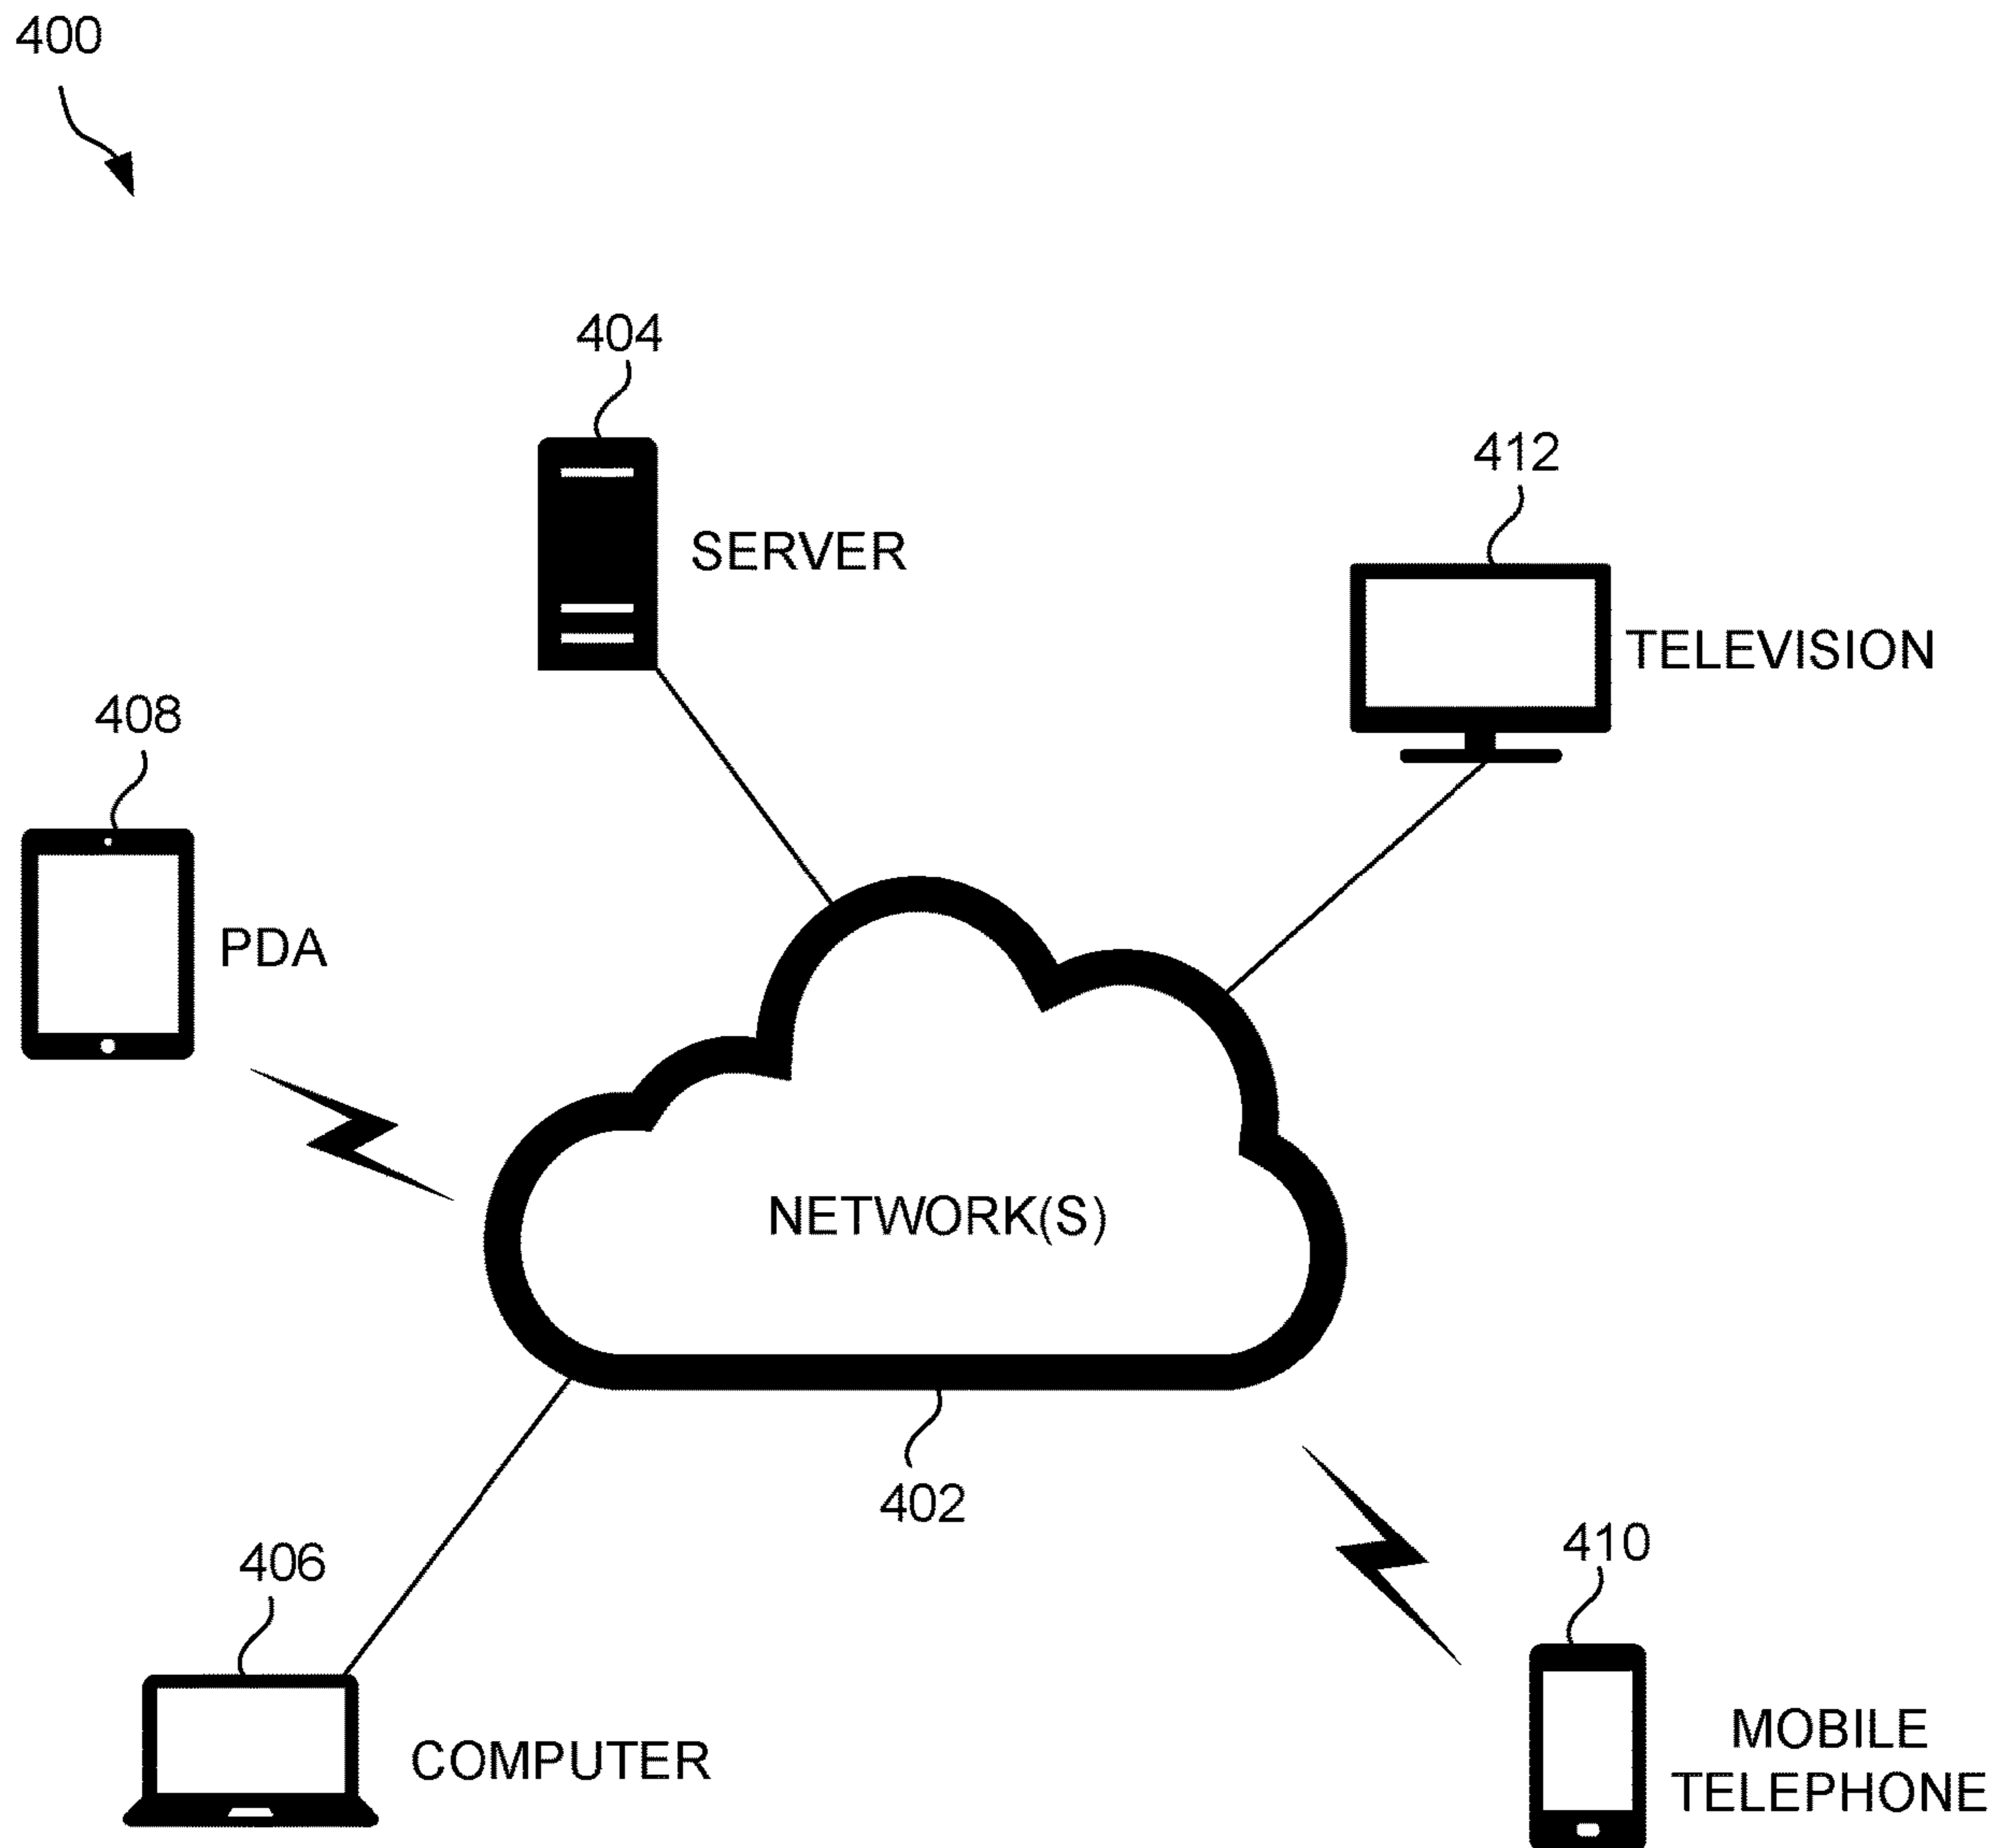 400
404
SERVER
412
TELEVISION
408
PDA
NETWORK(S)
402
406
COMPUTER
410
MOBILE
TELEPHONE